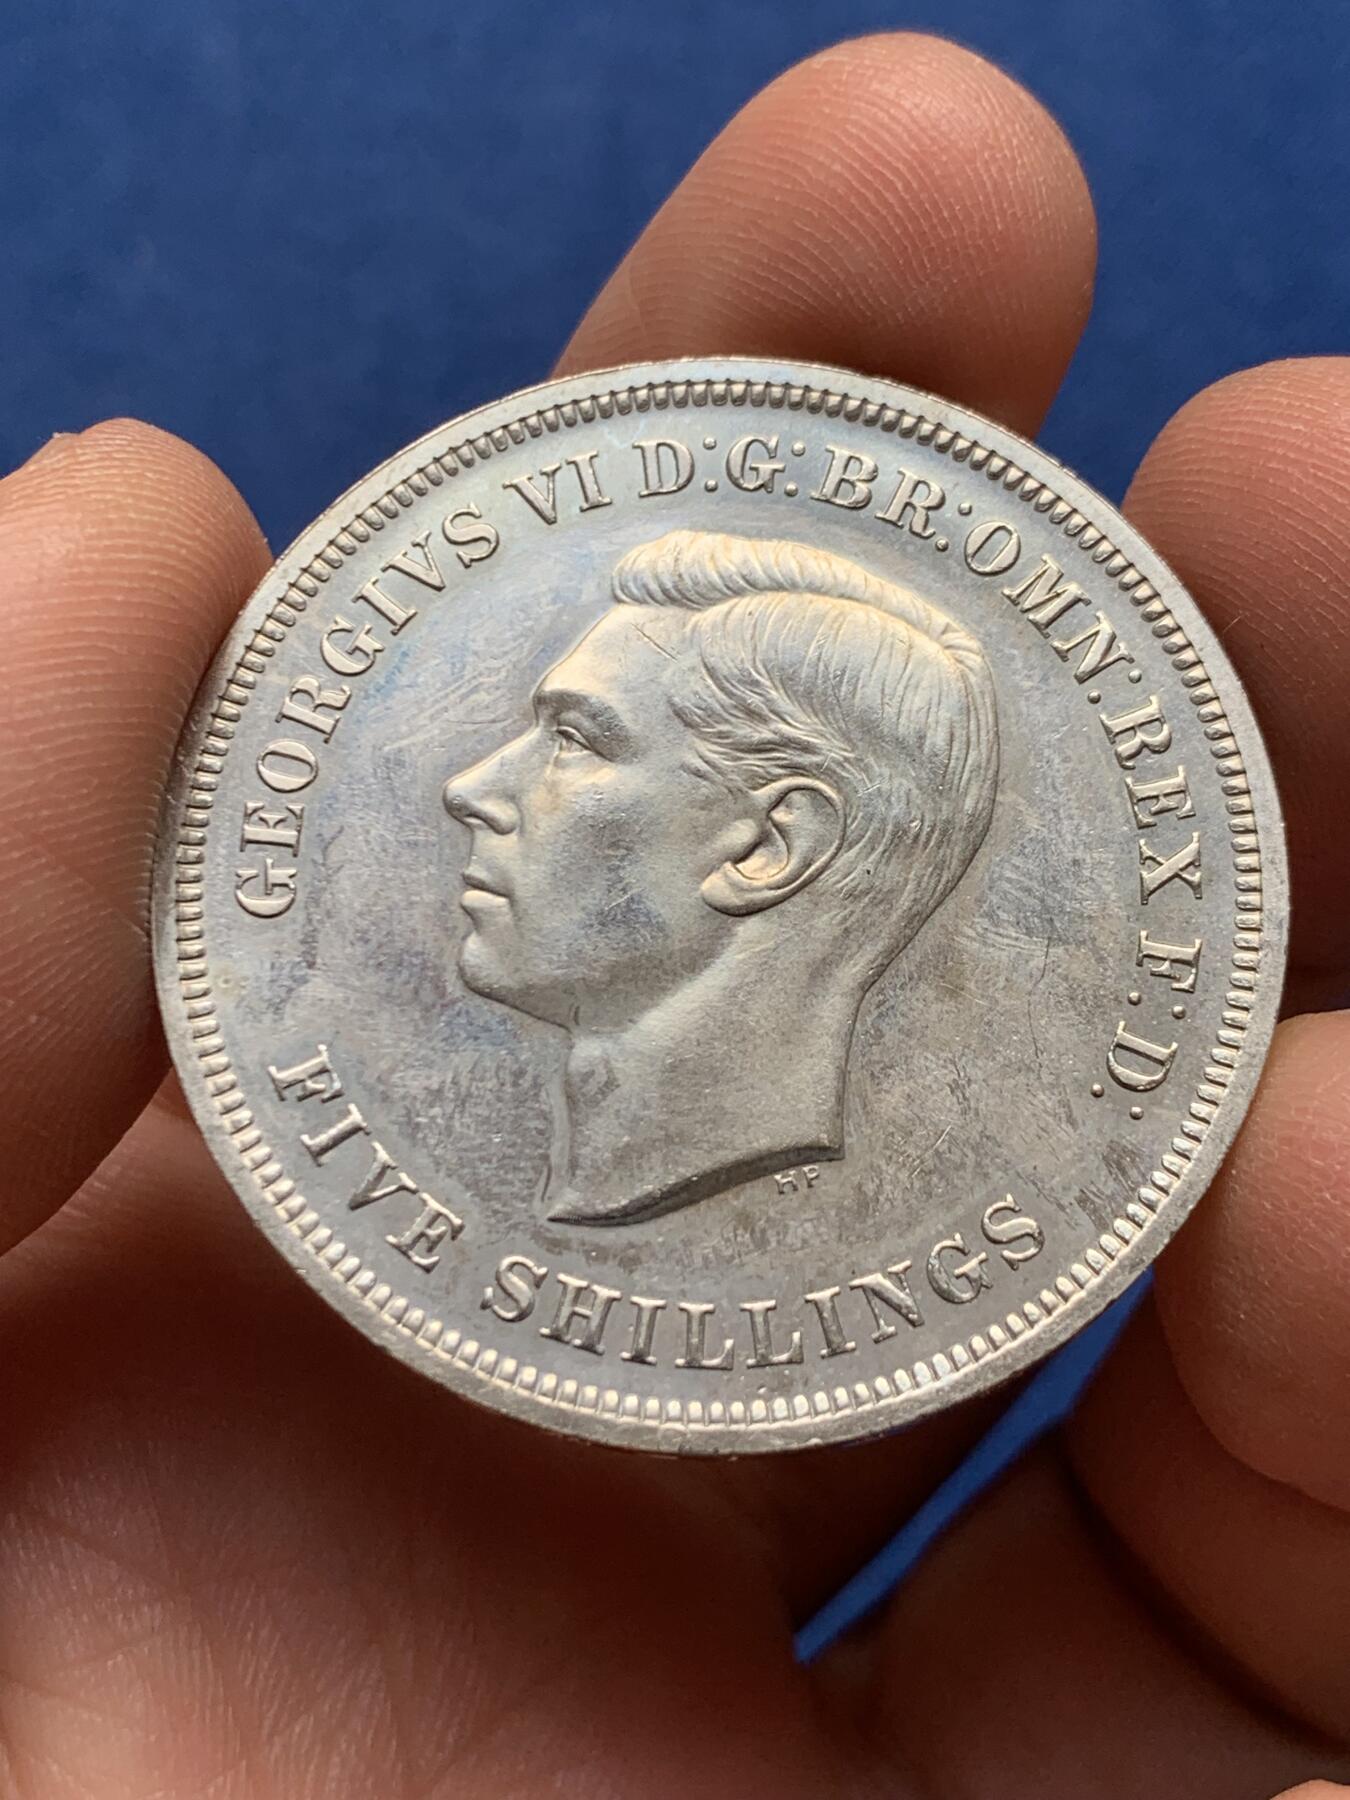 GEORGIVS VI D:G:BR:OMN:REX F:D:
HP
FIVE SHILLINGS